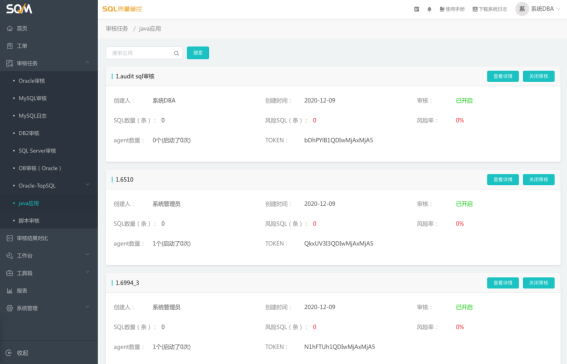 SQM
SQL质量管控
使用手册
下载系统日志
系
系统DBA
首页
工单
审核任务
Oracle审核
MySQL审核
MySQL日志
DB2审核
SQL Server审核
OB审核（Oracle）
Oracle-TopSQL
java应用
脚本审核
审核结果对比
工作台
工具箱
报表
系统管理
收起
审核任务 / java应用
搜索名称
搜索
1.audit sql审核
查看详情
关闭审核
创建人： 系统DBA 创建时间： 2020-12-09 审核： 已开启
SQL数量（条）： 0 风险SQL（条）： 0 风险率： 0%
agent数量： 0个(启动了0次) TOKEN： bDhPYlB1QDIwMjAxMjA5
1.6510
查看详情
关闭审核
创建人： 系统管理员 创建时间： 2020-12-09 审核： 已开启
SQL数量（条）： 0 风险SQL（条）： 0 风险率： 0%
agent数量： 1个(启动了0次) TOKEN： QkxUV3l3QDIwMjAxMjA5
1.6994_3
查看详情
关闭审核
创建人： 系统管理员 创建时间： 2020-12-09 审核： 已开启
SQL数量（条）： 0 风险SQL（条）： 0 风险率： 0%
agent数量： 1个(启动了0次) TOKEN： N1hFTUh1QDIwMjAxMjA5